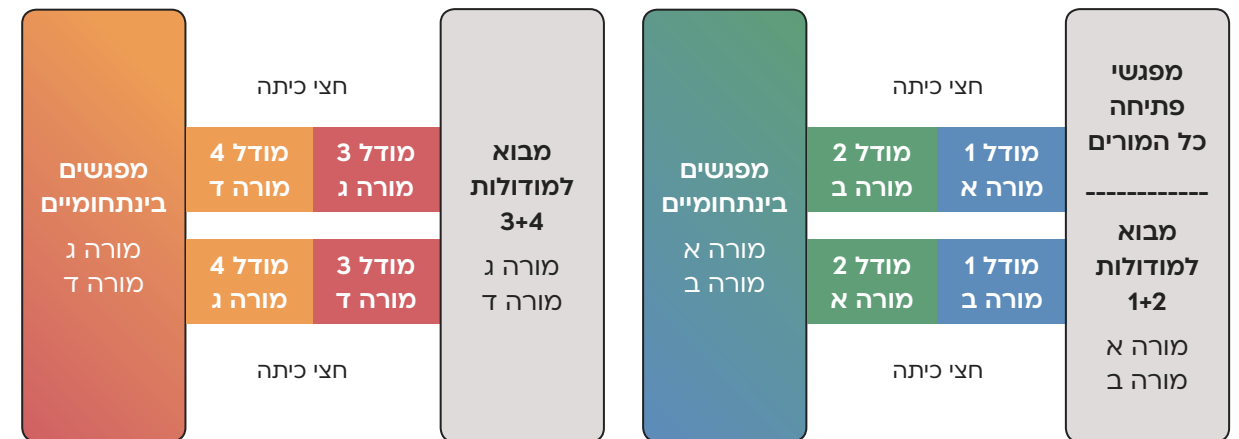 מפגשי
פתיחה
כל המורים
------------
מבוא
למודולות
1+2
מורה א
מורה ב
חצי כיתה
מודל 1
מורה א
מודל 2
מורה ב
מודל 1
מורה ב
מודל 2
מורה א
חצי כיתה
מפגשים
בינתחומיים
מורה א
מורה ב
מבוא
למודולות
3+4
מורה ג
מורה ד
חצי כיתה
מודל 3
מורה ג
מודל 4
מורה ד
מודל 3
מורה ד
מודל 4
מורה ג
חצי כיתה
מפגשים
בינתחומיים
מורה ג
מורה ד